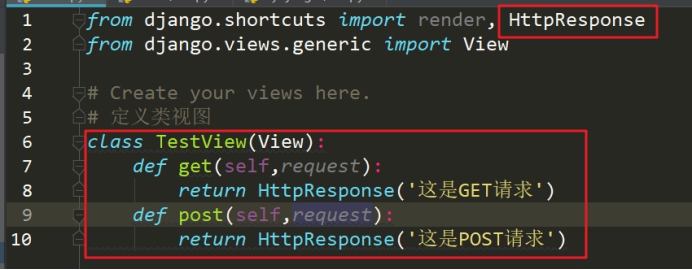 1 from django.shortcuts import render, HttpResponse
2 from django.views.generic import View
3
4 # Create your views here.
5 # 定义类视图
6 class TestView(View):
7 def get(self,request):
8 return HttpResponse('这是GET请求')
9 def post(self,request):
10 return HttpResponse('这是POST请求')